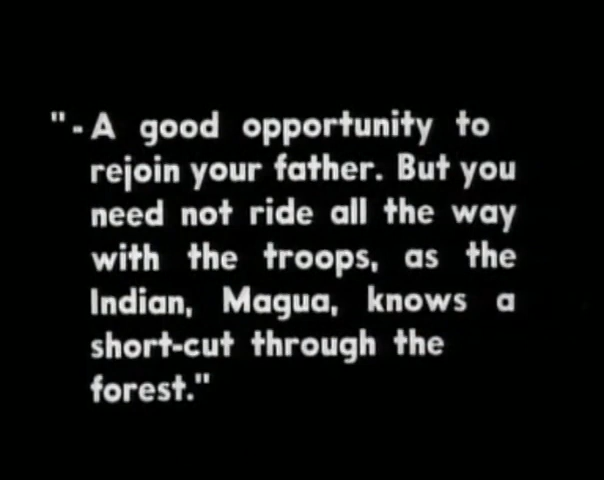 "-A good opportunity to
rejoin your father. But you
need not ride all the way
with the troops, as the
Indian, Magua, knows a
short-cut through the
forest."